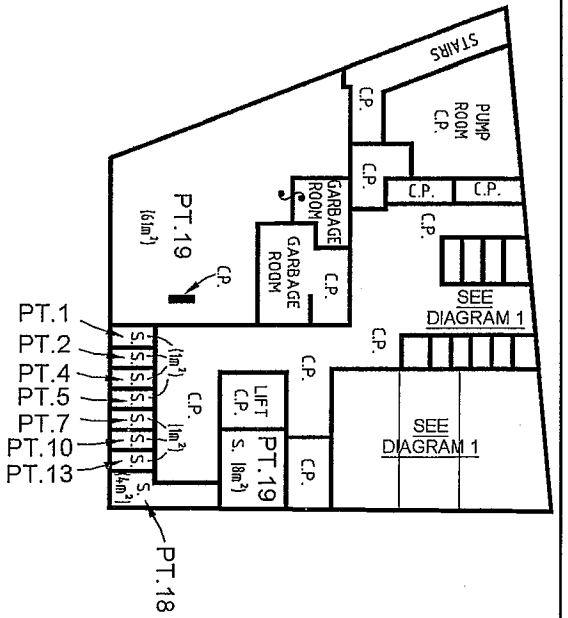 STAIRS
C.P.
PUMP
ROOM
C.P.
C.P.
C.P.
C.P.
C.P.
GARBAGE
ROOM
PT.19
(61m²)
C.P.
GARBAGE
ROOM
C.P.
SEE
DIAGRAM 1
C.P.
PT.1
S.
PT.2
S.
(1m²)
PT.4
S.
PT.5
S.
PT.7
S.
(1m²)
PT.10
S.
PT.13
S.
S.
(4m²)
PT.18
C.P.
C.P.
LIFT
C.P.
PT.19
S. (8m²)
C.P.
SEE
DIAGRAM 1